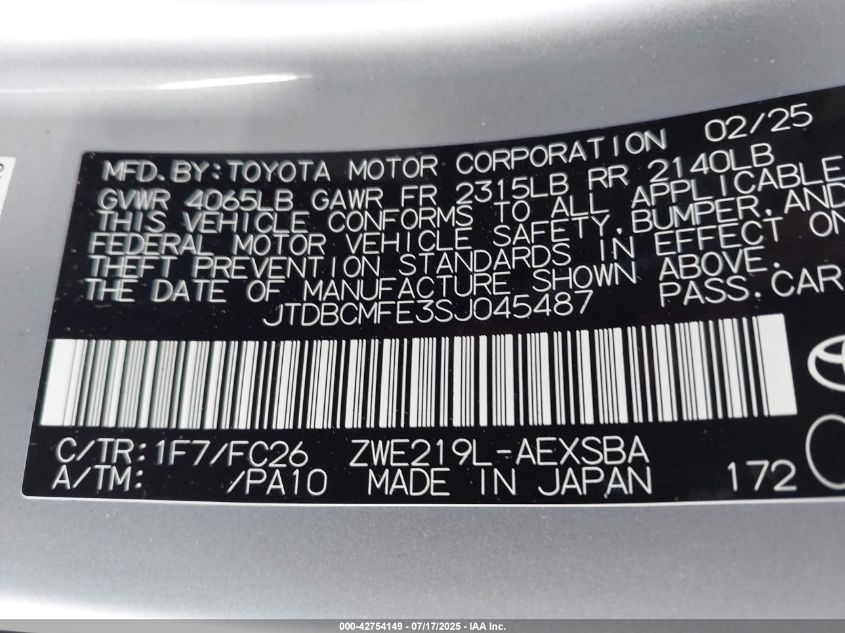 MFD. BY: TOYOTA MOTOR CORPORATION 02/25
GVWR 4065LB GAWR FR 2315LB RR 2140LB
THIS VEHICLE CONFORMS TO ALL APPLICABLE
FEDERAL MOTOR VEHICLE SAFETY, BUMPER, AND
THEFT PREVENTION STANDARDS IN EFFECT ON
THE DATE OF MANUFACTURE SHOWN ABOVE.
JTDBCMFE3SJ045487 PASS. CAR
C/TR: 1F7/FC26 ZWE219L-AEXSBA
A/TM: /PA10 MADE IN JAPAN 172
000-42754149 - 07/17/2025 - IAA Inc.